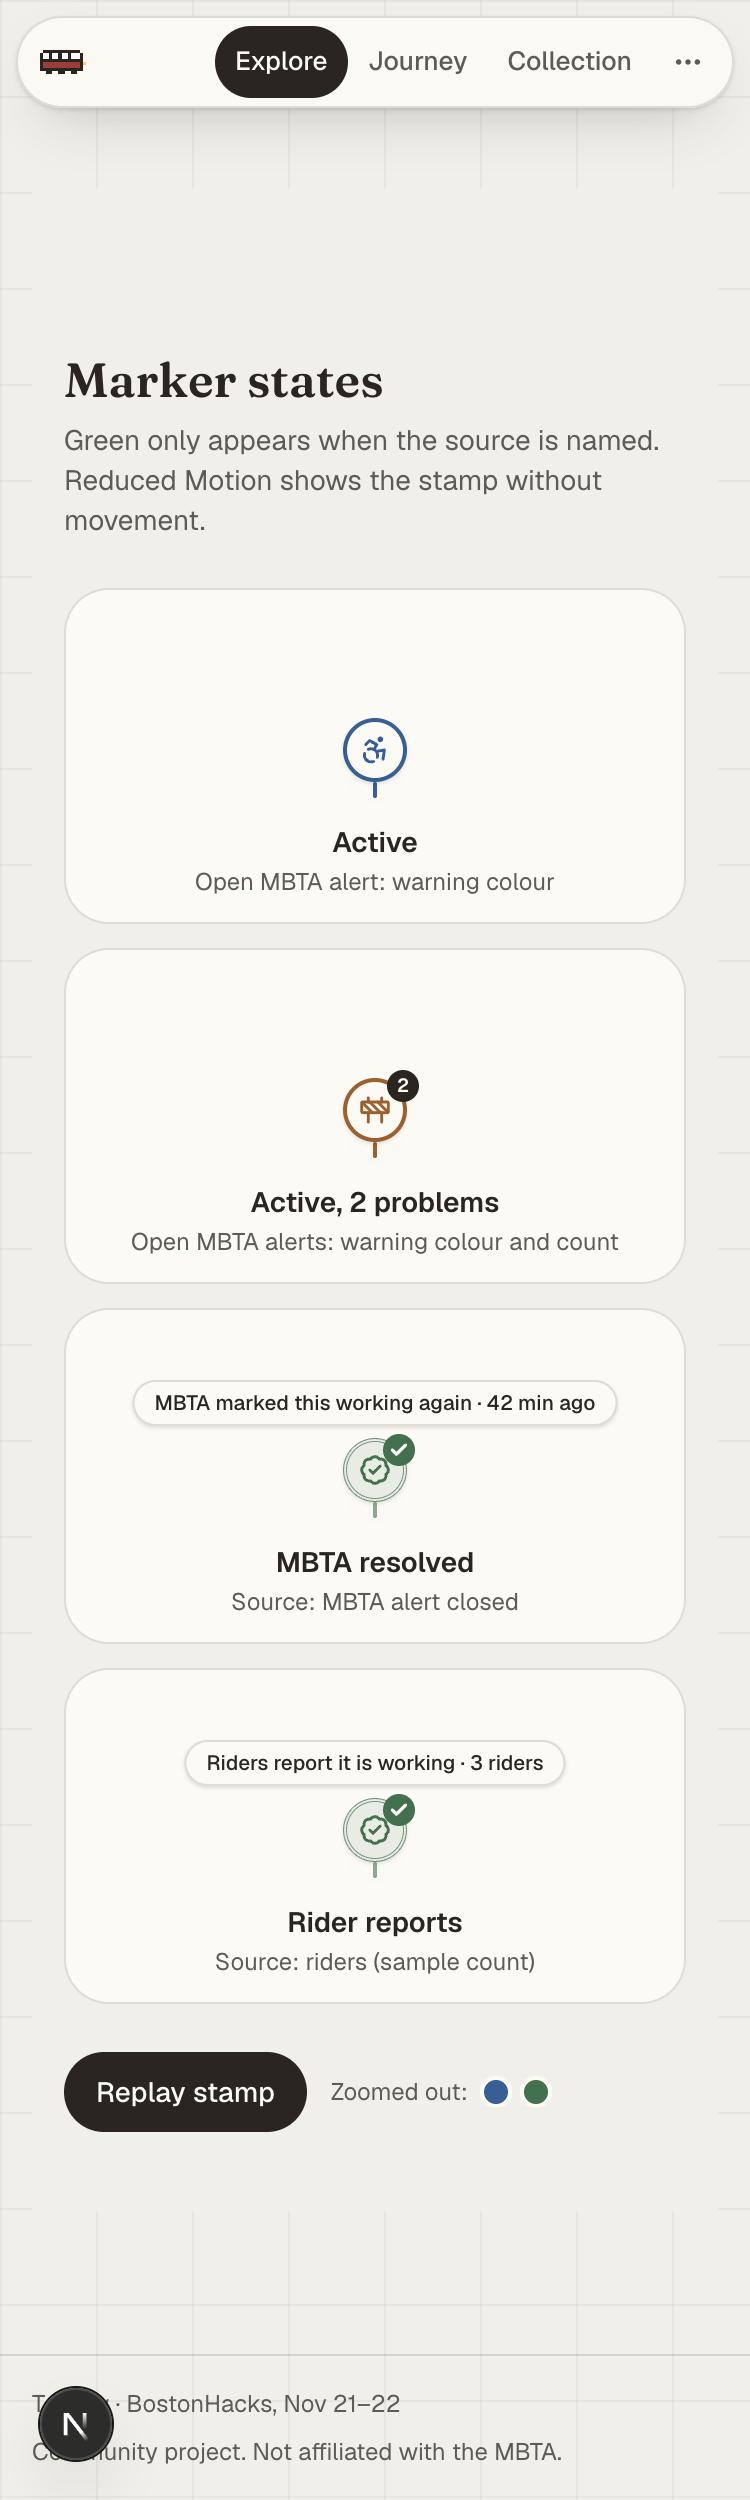 Explore Journey Collection
Marker states
Green only appears when the source is named.
Reduced Motion shows the stamp without
movement.
Active
Open MBTA alert: warning colour
2
Active, 2 problems
Open MBTA alerts: warning colour and count
MBTA marked this working again · 42 min ago
MBTA resolved
Source: MBTA alert closed
Riders report it is working · 3 riders
Rider reports
Source: riders (sample count)
Replay stamp Zoomed out:
· BostonHacks, Nov 21–22
N
project. Not affiliated with the MBTA.